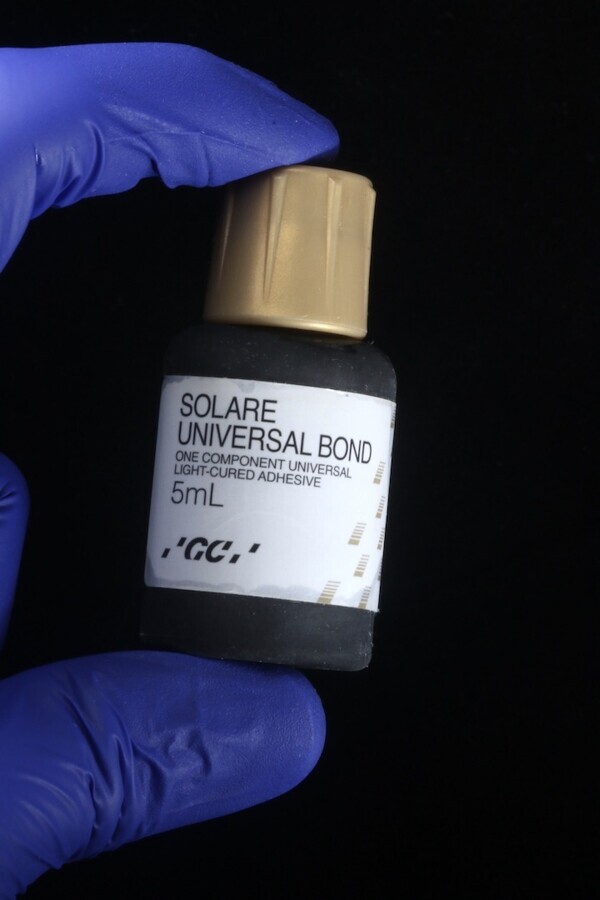 SOLARE
UNIVERSAL BOND
ONE COMPONENT UNIVERSAL
LIGHT-CURED ADHESIVE
5mL
GC